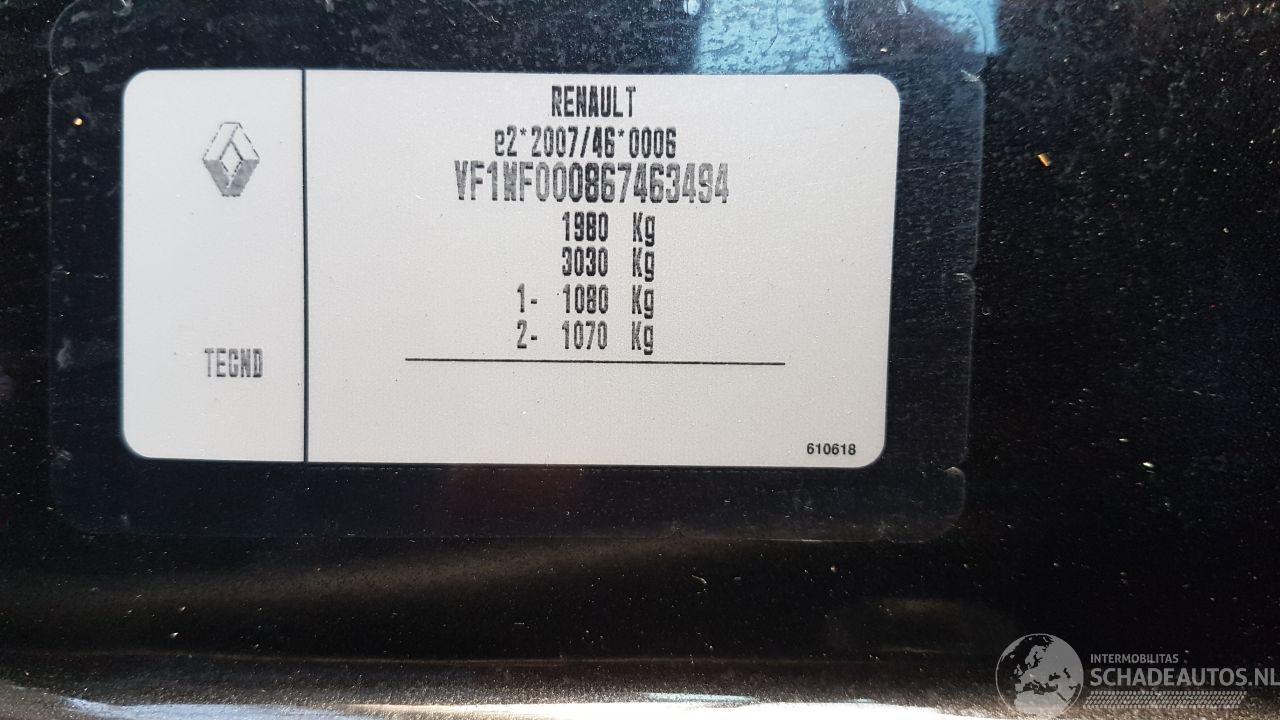 RENAULT
e2*2007/46*0006
VF1WF000867463494
1980 Kg
3030 Kg
1- 1080 Kg
2- 1070 Kg
TECND
610618
INTERMOBILITAS
SCHADEAUTOS.NL